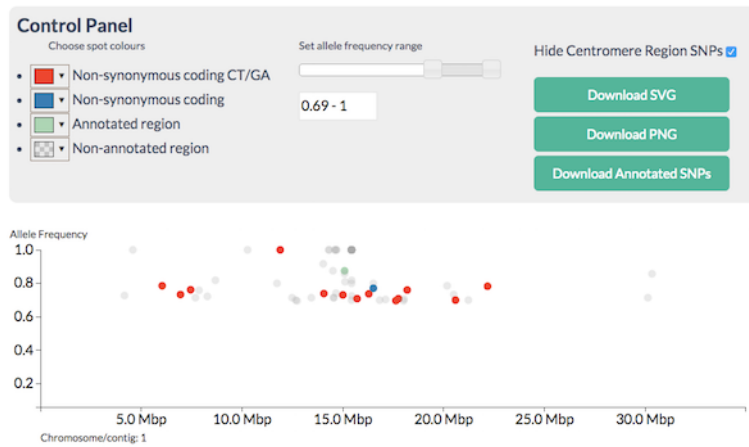 Control Panel
Choose spot colours
Non-synonymous coding CT/GA
Non-synonymous coding
Annotated region
Non-annotated region
Set allele frequency range
0.69 - 1
Hide Centromere Region SNPs
Download SVG
Download PNG
Download Annotated SNPs
Allele Frequency
1.0
0.8
0.6
0.4
0.2
5.0 Mbp 10.0 Mbp 15.0 Mbp 20.0 Mbp 25.0 Mbp 30.0 Mbp
Chromosome/contig: 1